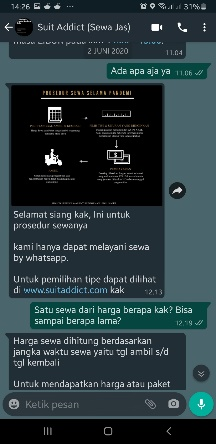 14.26
31%
Suit Addict (Sewa Jas)
2 JUNI 2020
11.04
Ada apa aja ya 11.06
PROSEDUR SEWA SELAMA PANDEMI
Selamat siang kak, Ini untuk
prosedur sewanya
kami hanya dapat melayani sewa
by whatsapp.
Untuk pemilihan tipe dapat dilihat
di www.suitaddict.com kak
12.13
Satu sewa dari harga berapa kak? Bisa
sampai berapa lama?
12.19
Harga sewa dihitung berdasarkan
jangka waktu sewa yaitu tgl ambil s/d
tgl kembali
Untuk mendapatkan harga atau paket
Ketik pesan